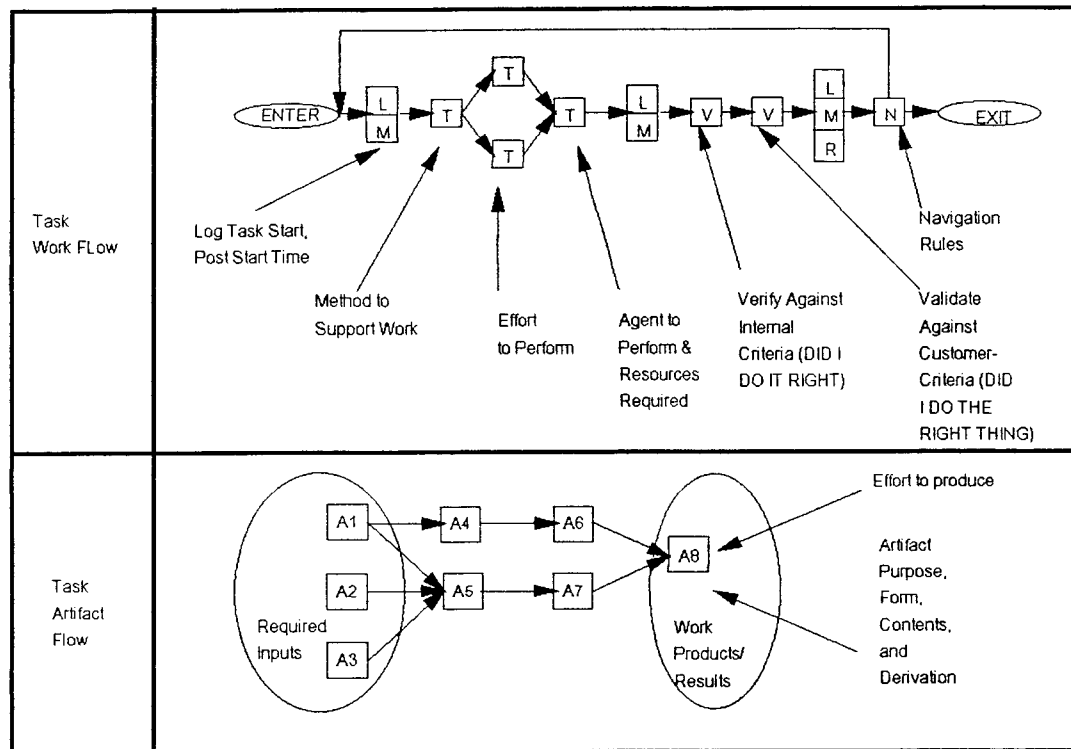 Task
Work FLow
ENTER
L
M
T
T
T
T
L
M
V
V
L
M
R
N
EXIT
Log Task Start,
Post Start Time
Method to
Support Work
Effort
to Perform
Agent to
Perform &
Resources
Required
Verify Against
Internal
Criteria (DID I
DO IT RIGHT)
Navigation
Rules
Validate
Against
Customer-
Criteria (DID
I DO THE
RIGHT THING)
Task
Artifact
Flow
A1
A2
A3
Required
Inputs
A4
A5
A6
A7
A8
Work
Products/
Results
Effort to produce
Artifact
Purpose,
Form,
Contents,
and
Derivation